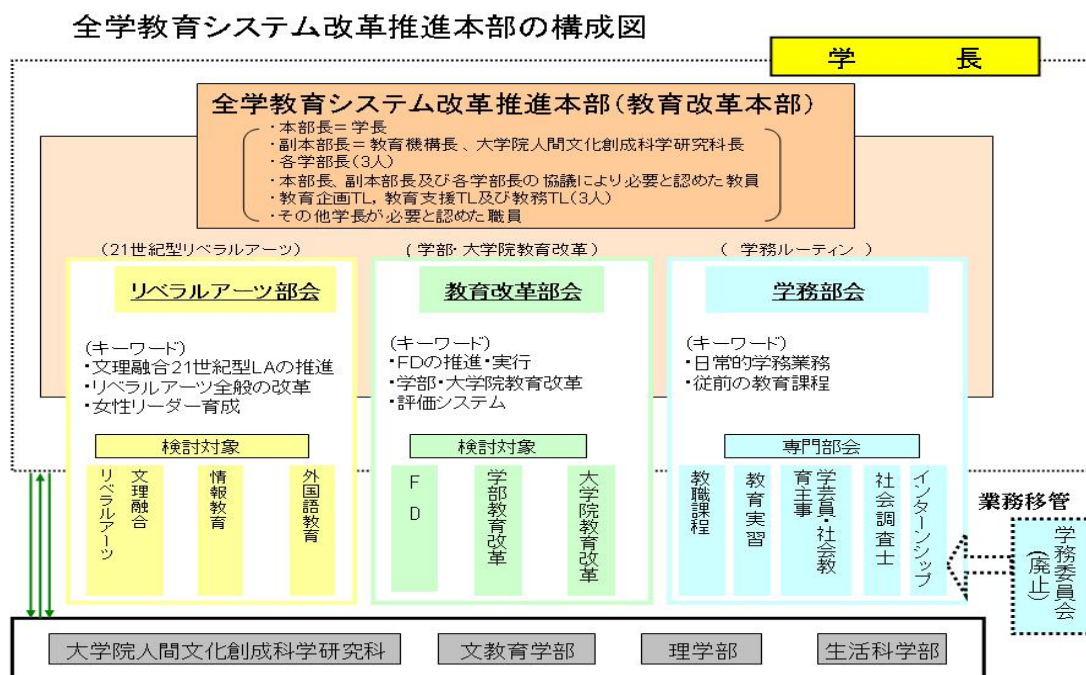 全学教育システム改革推進本部の構成図
学　　　長
全学教育システム改革推進本部(教育改革本部)
・本部長＝学長
・副本部長＝教育機構長、大学院人間文化創成科学研究科長
・各学部長(3人)
・本部長、副本部長及び各学部長の協議により必要と認めた教員
・教育企画TL，教育支援TL及び教務TL(3人)
・その他学長が必要と認めた職員
(21世紀型リベラルアーツ)
リベラルアーツ部会
(キーワード)
・文理融合21世紀型LAの推進
・リベラルアーツ全般の改革
・女性リーダー育成
検討対象
文理融合
リベラルアーツ
情報教育
外国語教育
(学部・大学院教育改革)
教育改革部会
(キーワード)
・FDの推進・実行
・学部・大学院教育改革
・評価システム
検討対象
FD
学部教育改革
大学院教育改革
(学務ルーティン)
学務部会
(キーワード)
・日常的学務業務
・従前の教育課程
専門部会
教職課程
教育実習
学芸員・社会教
育主事
社会調査士
インターンシップ
業務移管
学務委員会
(廃止)
大学院人間文化創成科学研究科
文教育学部
理学部
生活科学部